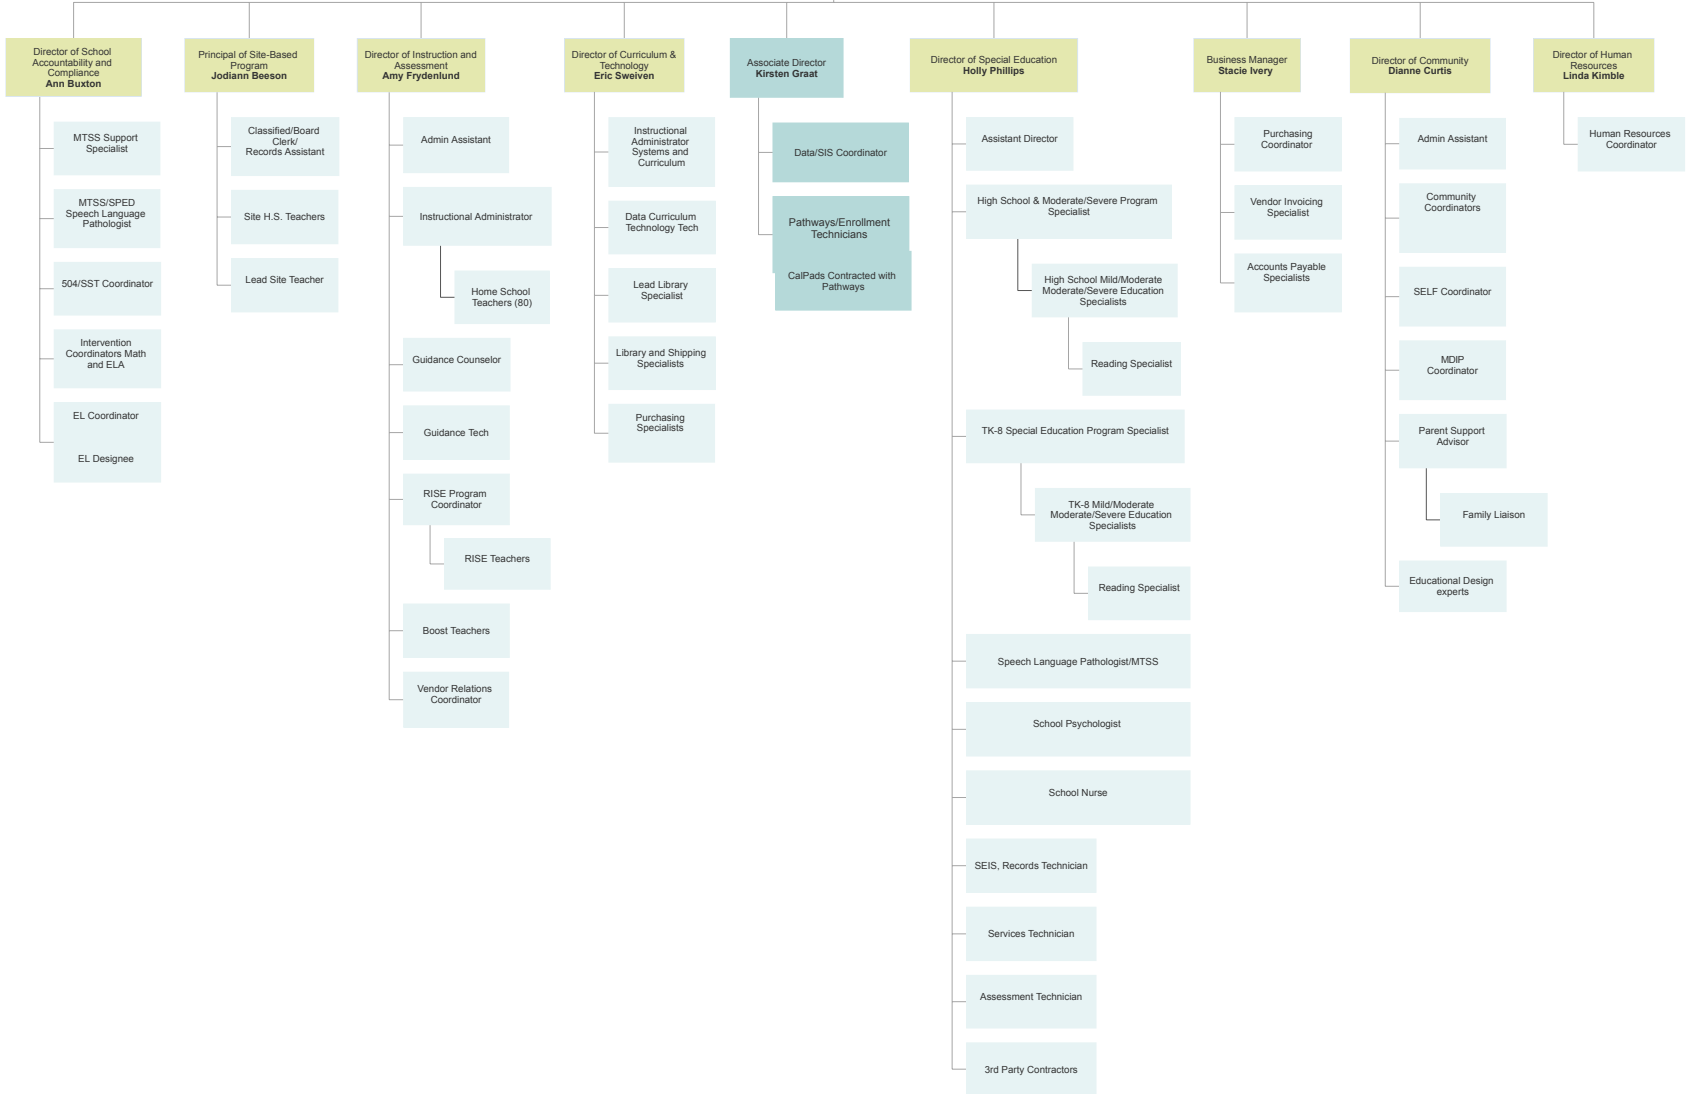 Director of School
Accountability and
Compliance
Ann Buxton
MTSS Support
Specialist
MTSS/SPED
Speech Language
Pathologist
504/SST Coordinator
Intervention
Coordinators Math
and ELA
EL Coordinator
EL Designee
Principal of Site-Based
Program
Jodiann Beeson
Classified/Board
Clerk/
Records Assistant
Site H.S. Teachers
Lead Site Teacher
Director of Instruction and
Assessment
Amy Frydenlund
Admin Assistant
Instructional Administrator
Home School
Teachers (80)
Guidance Counselor
Guidance Tech
RISE Program
Coordinator
RISE Teachers
Boost Teachers
Vendor Relations
Coordinator
Director of Curriculum &
Technology
Eric Sweiven
Instructional
Administrator
Systems and
Curriculum
Data Curriculum
Technology Tech
Lead Library
Specialist
Library and Shipping
Specialists
Purchasing
Specialists
Associate Director
Kirsten Graat
Data/SIS Coordinator
Pathways/Enrollment
Technicians
CalPads Contracted with
Pathways
Director of Special Education
Holly Phillips
Assistant Director
High School & Moderate/Severe Program
Specialist
High School Mild/Moderate
Moderate/Severe Education
Specialists
Reading Specialist
TK-8 Special Education Program Specialist
TK-8 Mild/Moderate
Moderate/Severe Education
Specialists
Reading Specialist
Speech Language Pathologist/MTSS
School Psychologist
School Nurse
SEIS, Records Technician
Services Technician
Assessment Technician
3rd Party Contractors
Business Manager
Stacie Ivery
Purchasing
Coordinator
Vendor Invoicing
Specialist
Accounts Payable
Specialists
Director of Community
Dianne Curtis
Admin Assistant
Community
Coordinators
SELF Coordinator
MDIP
Coordinator
Parent Support
Advisor
Family Liaison
Educational Design
experts
Director of Human
Resources
Linda Kimble
Human Resources
Coordinator